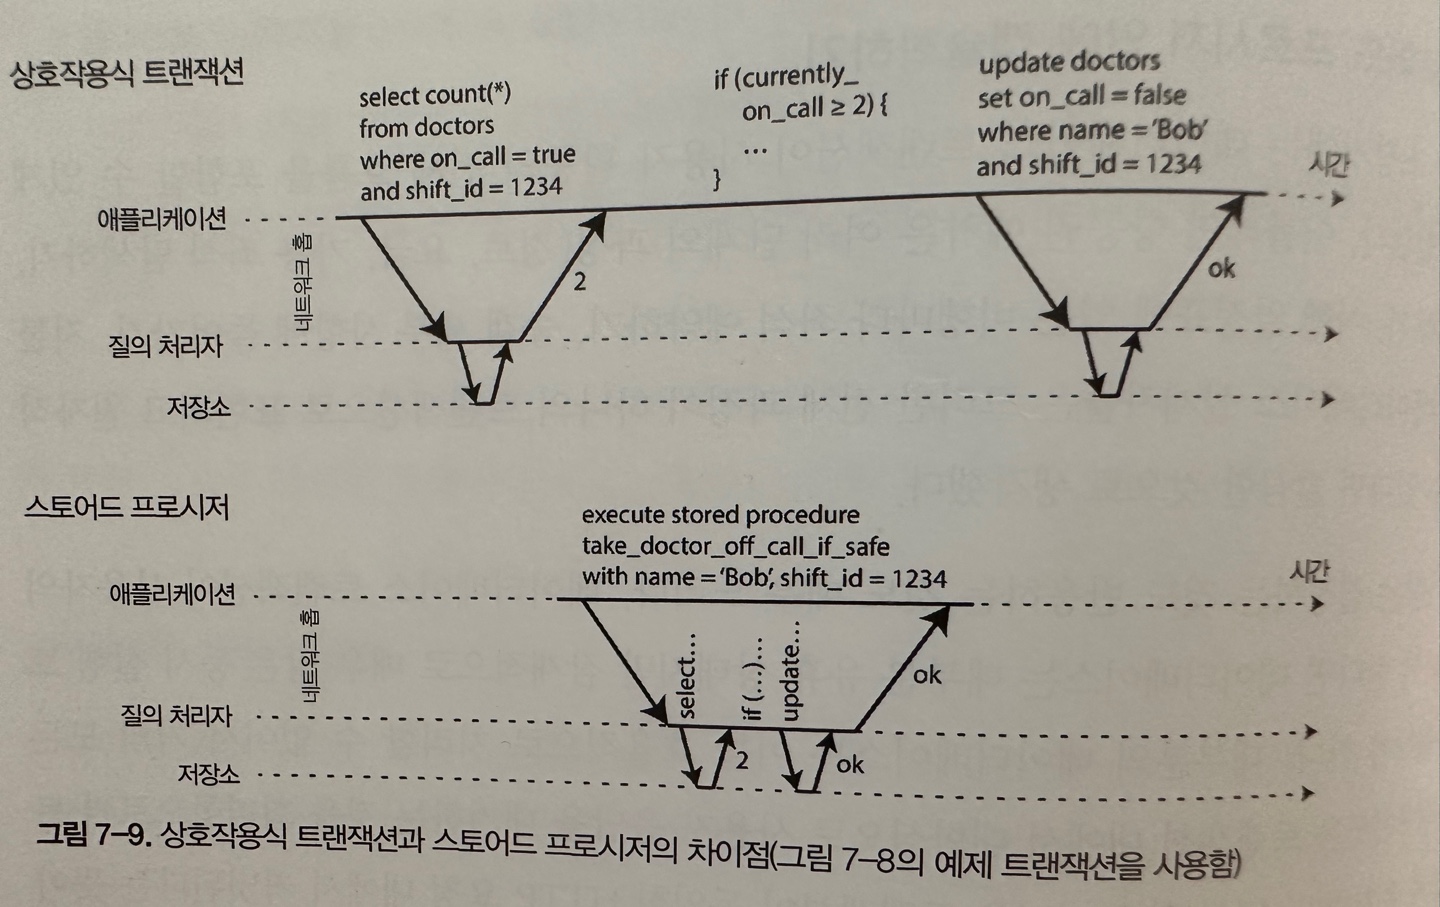 상호작용식 트랜잭션
select count(*)
from doctors
where on_call = true
and shift_id = 1234
if (currently_
on_call ≥ 2) {
...
}
update doctors
set on_call = false
where name = 'Bob'
and shift_id = 1234
시간
애플리케이션
네트워크 홉
2
ok
질의 처리자
저장소
스토어드 프로시저
execute stored procedure
take_doctor_off_call_if_safe
with name = 'Bob', shift_id = 1234
시간
애플리케이션
네트워크 홉
select...
if (...)...
update...
ok
질의 처리자
2
ok
저장소
그림 7-9. 상호작용식 트랜잭션과 스토어드 프로시저의 차이점(그림 7-8의 예제 트랜잭션을 사용함)